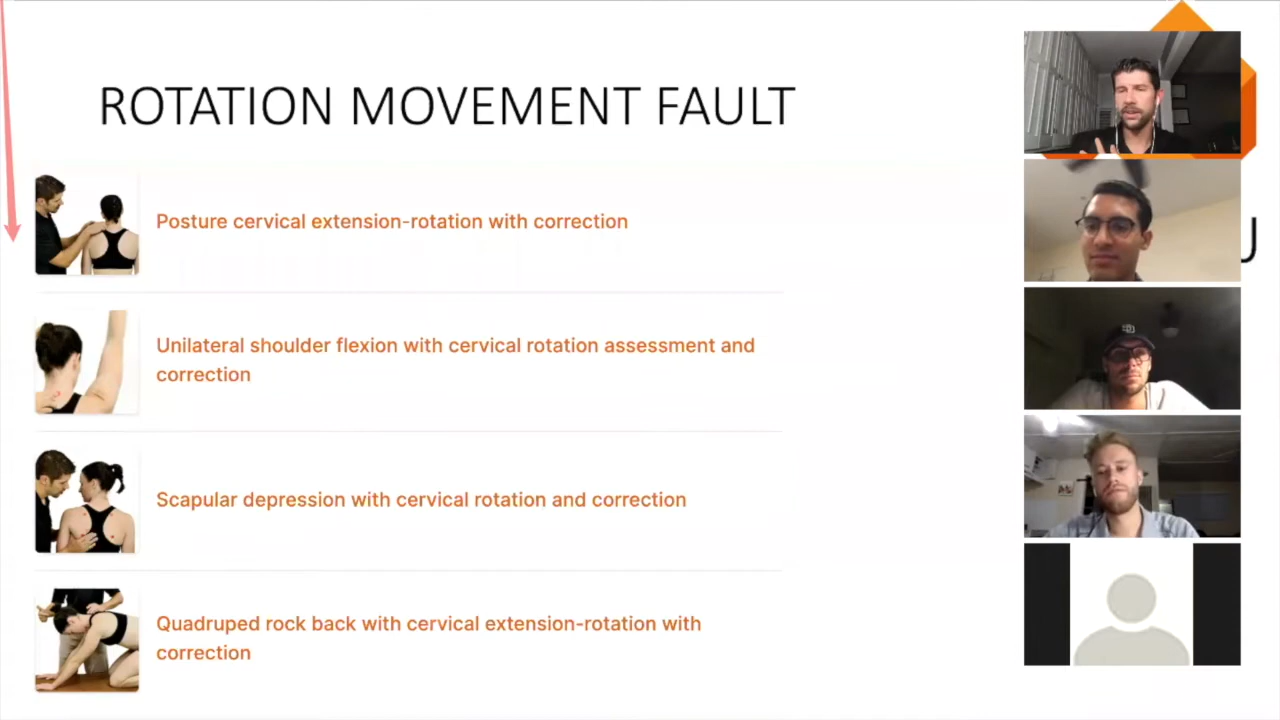 ROTATION MOVEMENT FAULT
Posture cervical extension-rotation with correction
Unilateral shoulder flexion with cervical rotation assessment and
correction
Scapular depression with cervical rotation and correction
Quadruped rock back with cervical extension-rotation with
correction